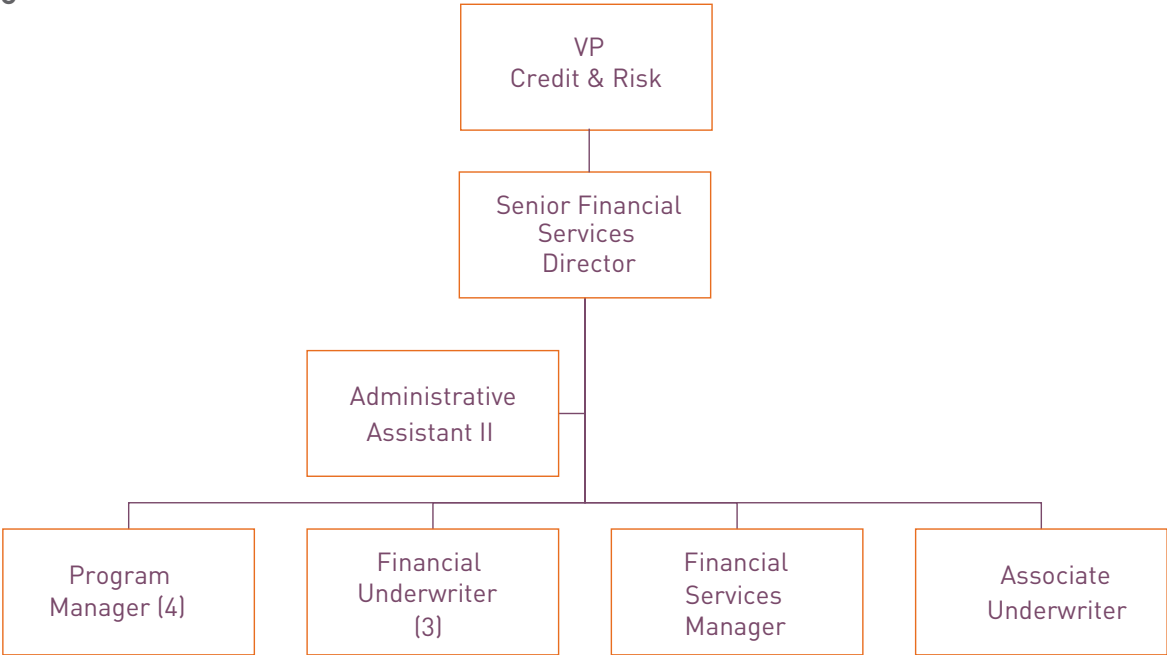 VP
Credit & Risk
Senior Financial
Services
Director
Administrative
Assistant II
Program
Manager (4)
Financial
Underwriter
(3)
Financial
Services
Manager
Associate
Underwriter